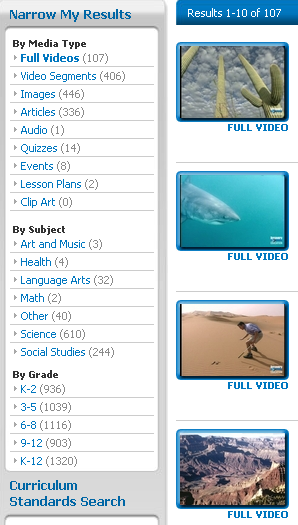 Narrow My Results
By Media Type
Full Videos (107)
Video Segments (406)
Images (446)
Articles (336)
Audio (1)
Quizzes (14)
Events (8)
Lesson Plans (2)
Clip Art (0)
By Subject
Art and Music (3)
Health (4)
Language Arts (32)
Math (2)
Other (40)
Science (610)
Social Studies (244)
By Grade
K-2 (936)
3-5 (1039)
6-8 (1116)
9-12 (903)
K-12 (1320)
Curriculum
Standards Search
Results 1-10 of 107
FULL VIDEO
FULL VIDEO
FULL VIDEO
FULL VIDEO